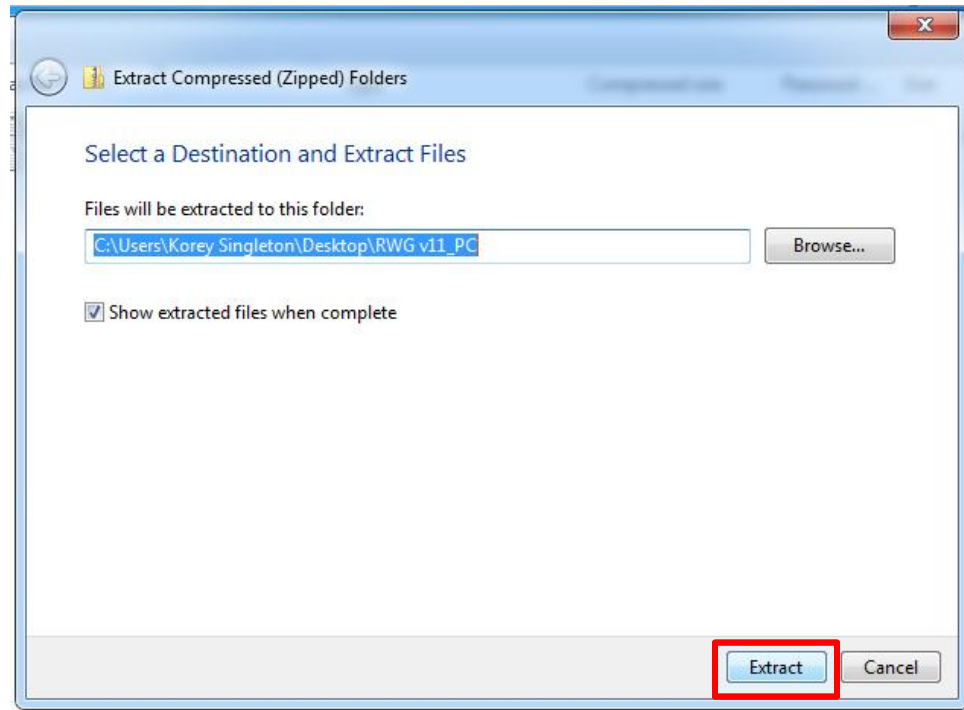 Extract Compressed (Zipped) Folders
Select a Destination and Extract Files
Files will be extracted to this folder:
C:\Users\Korey Singleton\Desktop\RWG v11_PC
Browse...
Show extracted files when complete
Extract Cancel